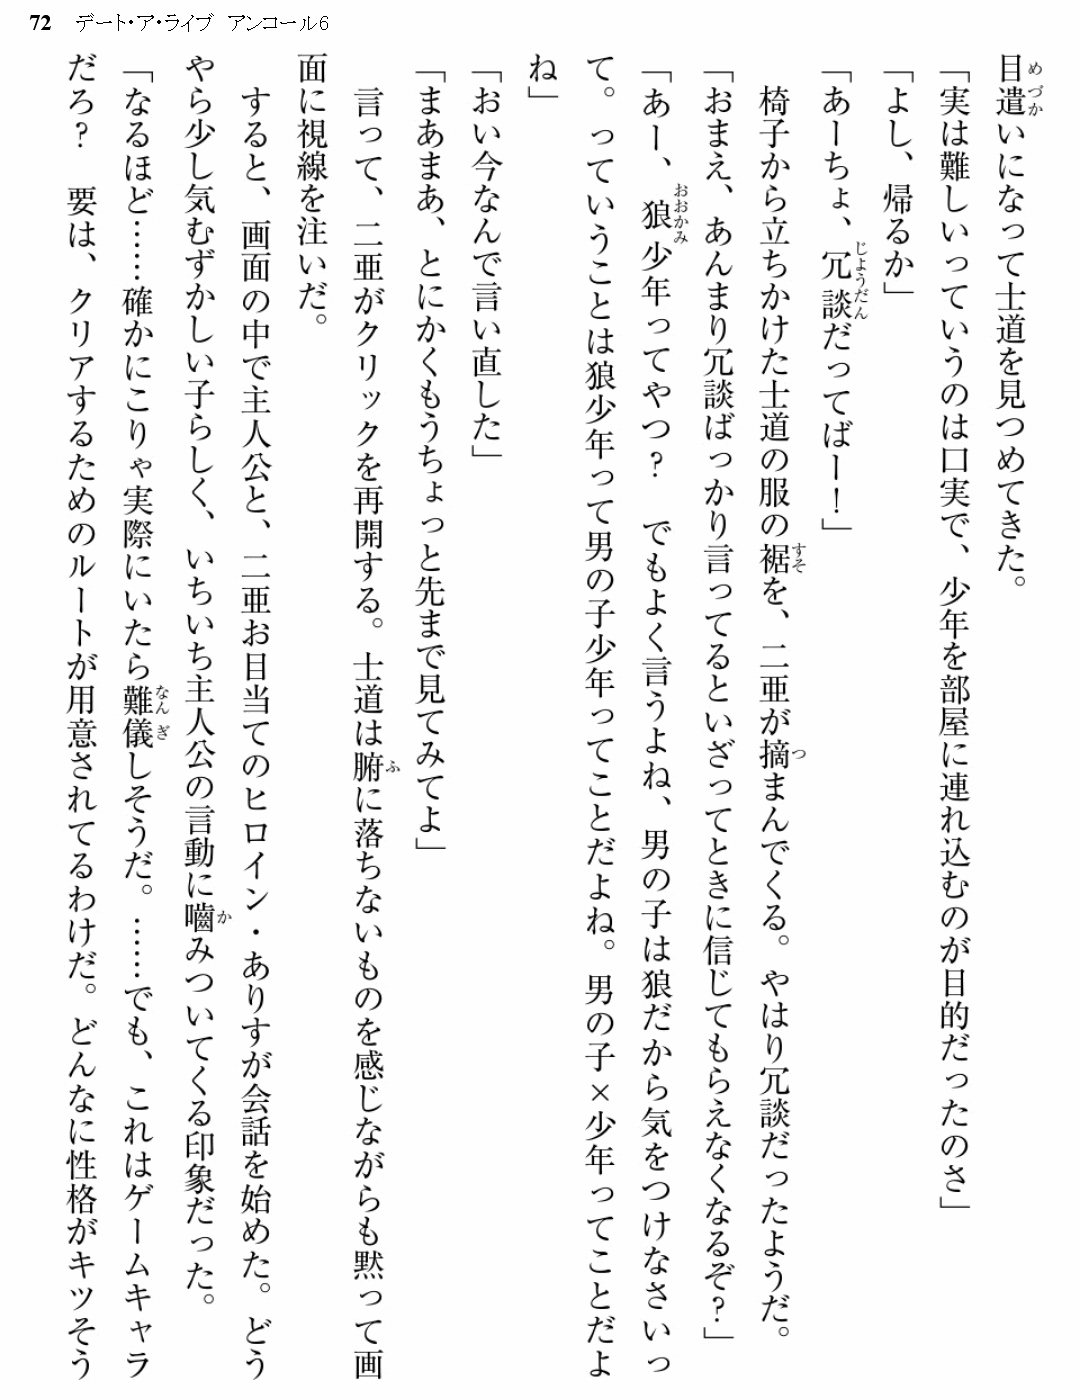 72 デート・ア・ライブ アンコール6
目遣いになって士道を見つめてきた。
「実は難しいっていうのは口実で、少年を部屋に連れ込むのが目的だったのさ」
「よし、帰るか」
「あーちょ、冗談だってばー！」
　椅子から立ちかけた士道の服の裾を、二亜が摘まんでくる。やはり冗談だったようだ。
「おまえ、あんまり冗談ばっかり言ってるといざってときに信じてもらえなくなるぞ？」
「あー、狼少年ってやつ？　でもよく言うよね、男の子は狼だから気をつけなさいっ
て。っていうことは狼少年って男の子少年ってことだよね。男の子×少年ってことだよ
ね」
「おい今なんで言い直した」
「まあまあ、とにかくもうちょっと先まで見てみてよ」
　言って、二亜がクリックを再開する。士道は腑に落ちないものを感じながらも黙って画
面に視線を注いだ。
　すると、画面の中で主人公と、二亜お目当てのヒロイン・ありすが会話を始めた。どう
やら少し気むずかしい子らしく、いちいち主人公の言動に嚙みついてくる印象だった。
「なるほど……確かにこりゃ実際にいたら難儀しそうだ。……でも、これはゲームキャラ
だろ？　要は、クリアするためのルートが用意されてるわけだ。どんなに性格がキツそう